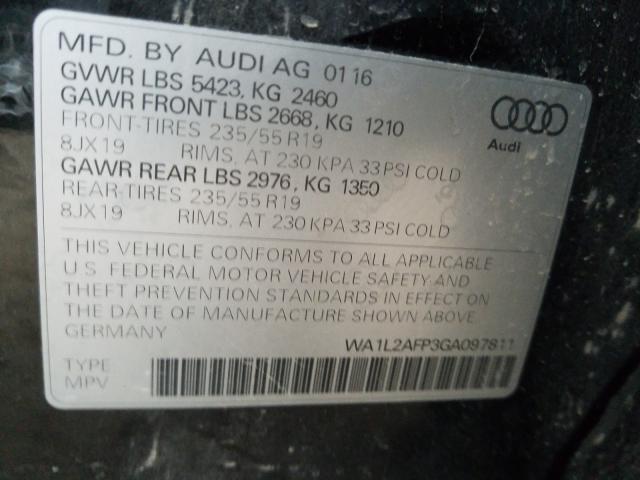 MFD. BY AUDI AG 01 16
GVWR LBS 5423, KG 2460
GAWR FRONT LBS 2668, KG 1210
FRONT-TIRES 235/55 R19
8JX19 RIMS, AT 230 KPA 33 PSI COLD
GAWR REAR LBS 2976, KG 1350
REAR-TIRES 235/55 R19
8JX19 RIMS, AT 230 KPA 33 PSI COLD
Audi
THIS VEHICLE CONFORMS TO ALL APPLICABLE
U.S. FEDERAL MOTOR VEHICLE SAFETY AND
THEFT PREVENTION STANDARDS IN EFFECT ON
THE DATE OF MANUFACTURE SHOWN ABOVE.
GERMANY
WA1L2AFP3GA097811
TYPE
MPV